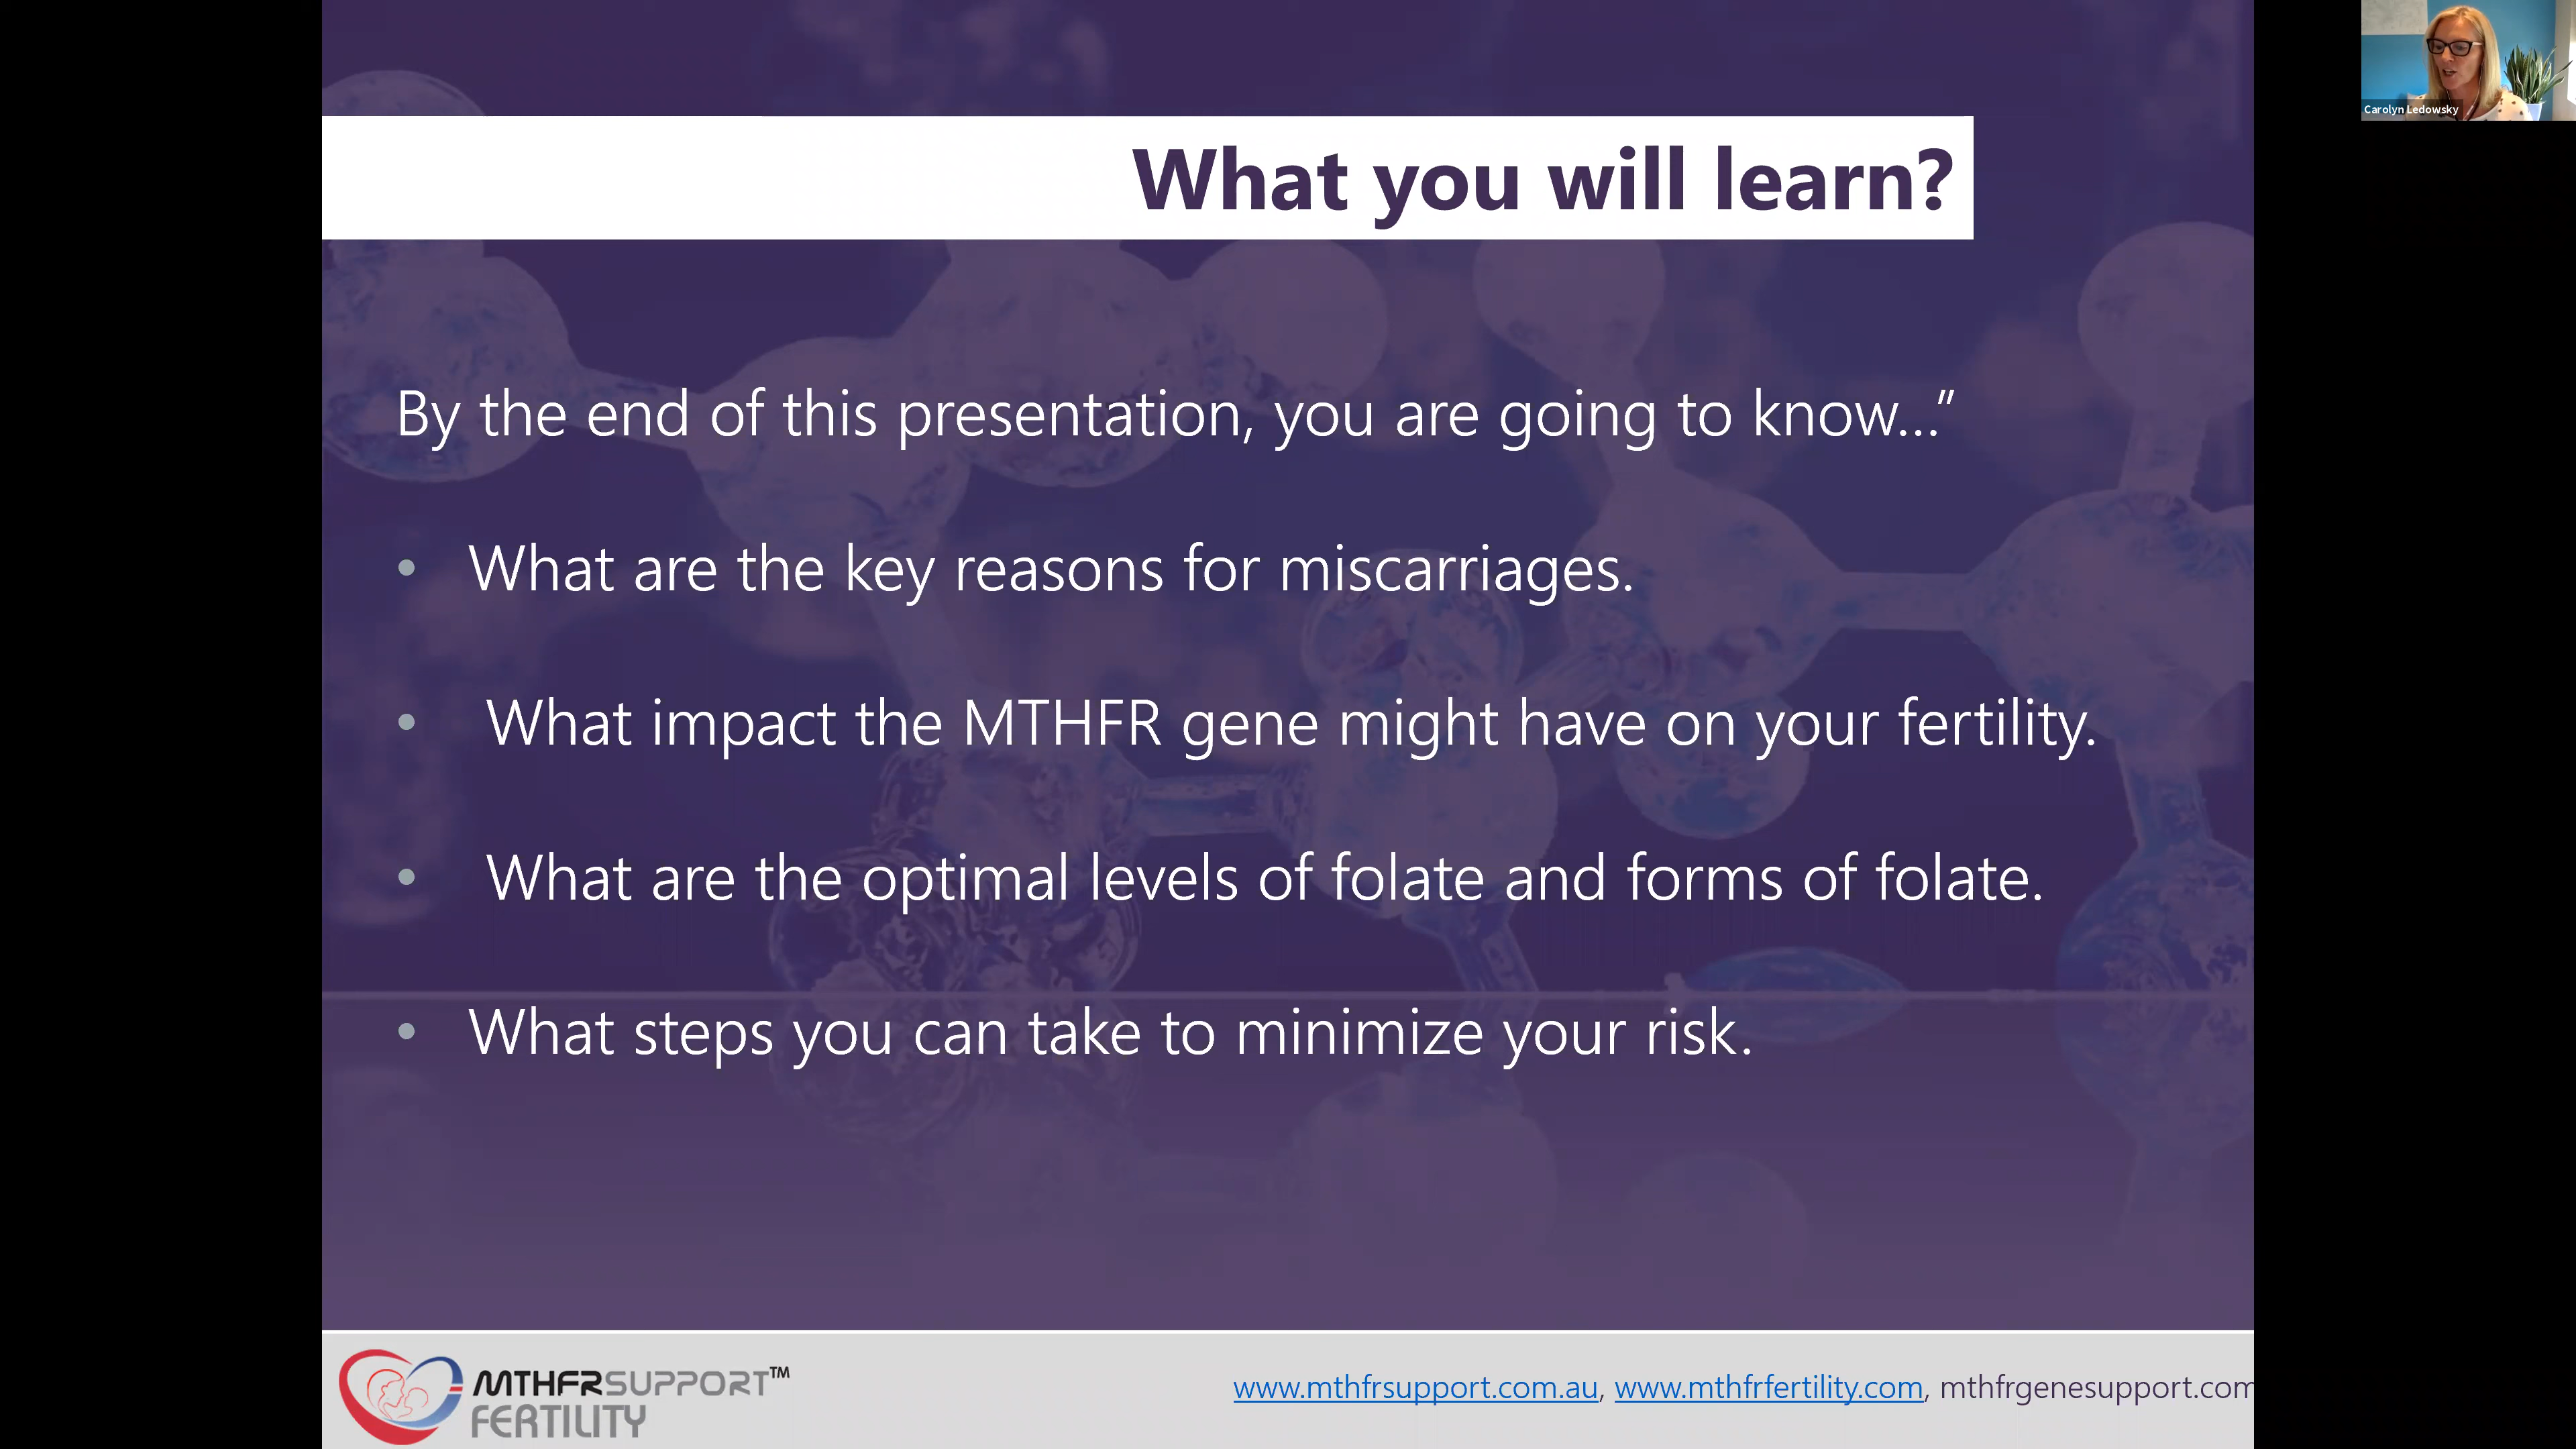 Carolyn Ledowsky
What you will learn?
By the end of this presentation, you are going to know...”
• What are the key reasons for miscarriages.
• What impact the MTHFR gene might have on your fertility.
• What are the optimal levels of folate and forms of folate.
• What steps you can take to minimize your risk.
MTHFRSUPPORT™
FERTILITY
www.mthfrsupport.com.au, www.mthfrfertility.com, mthfrgenesupport.com